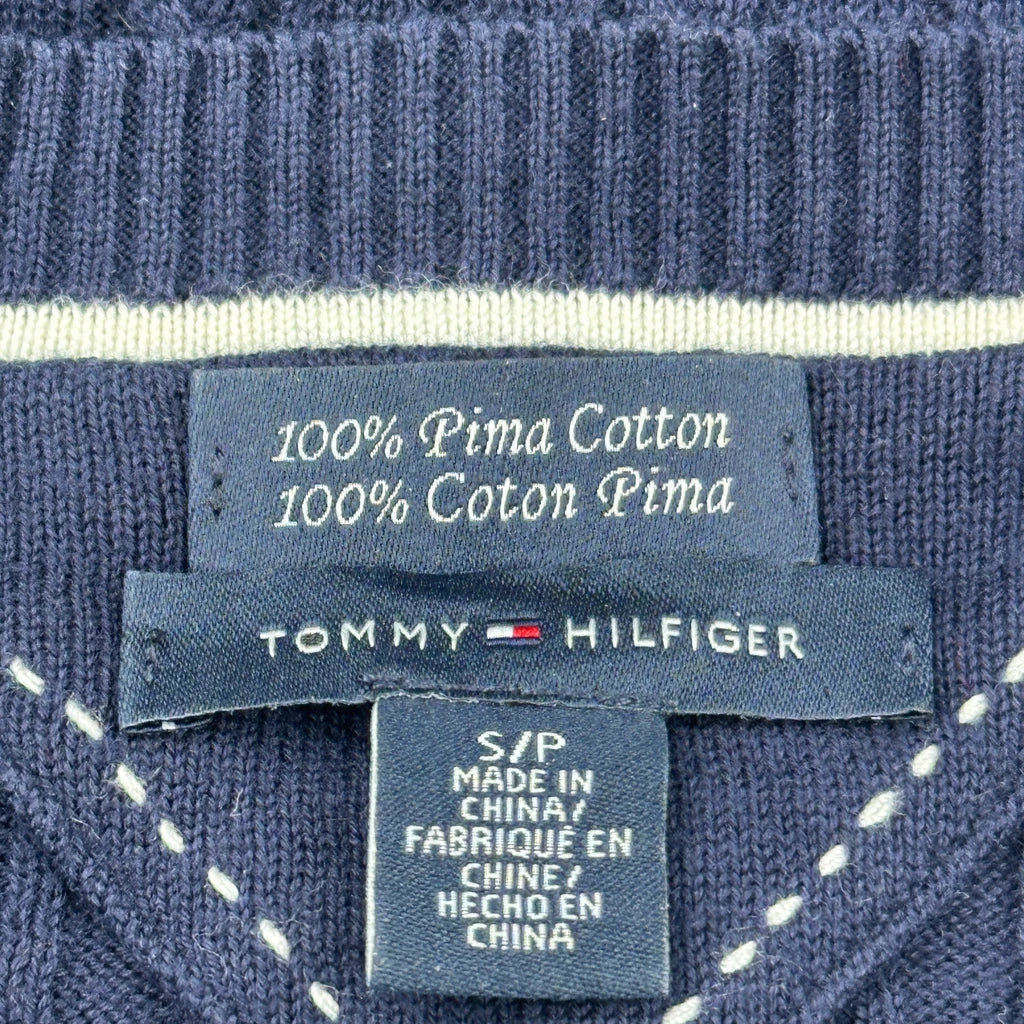 100% Pima Cotton
100% Coton Pima
TOMMY HILFIGER
S/P
MADE IN
CHINA/
FABRIQUÉ EN
CHINE/
HECHO EN
CHINA